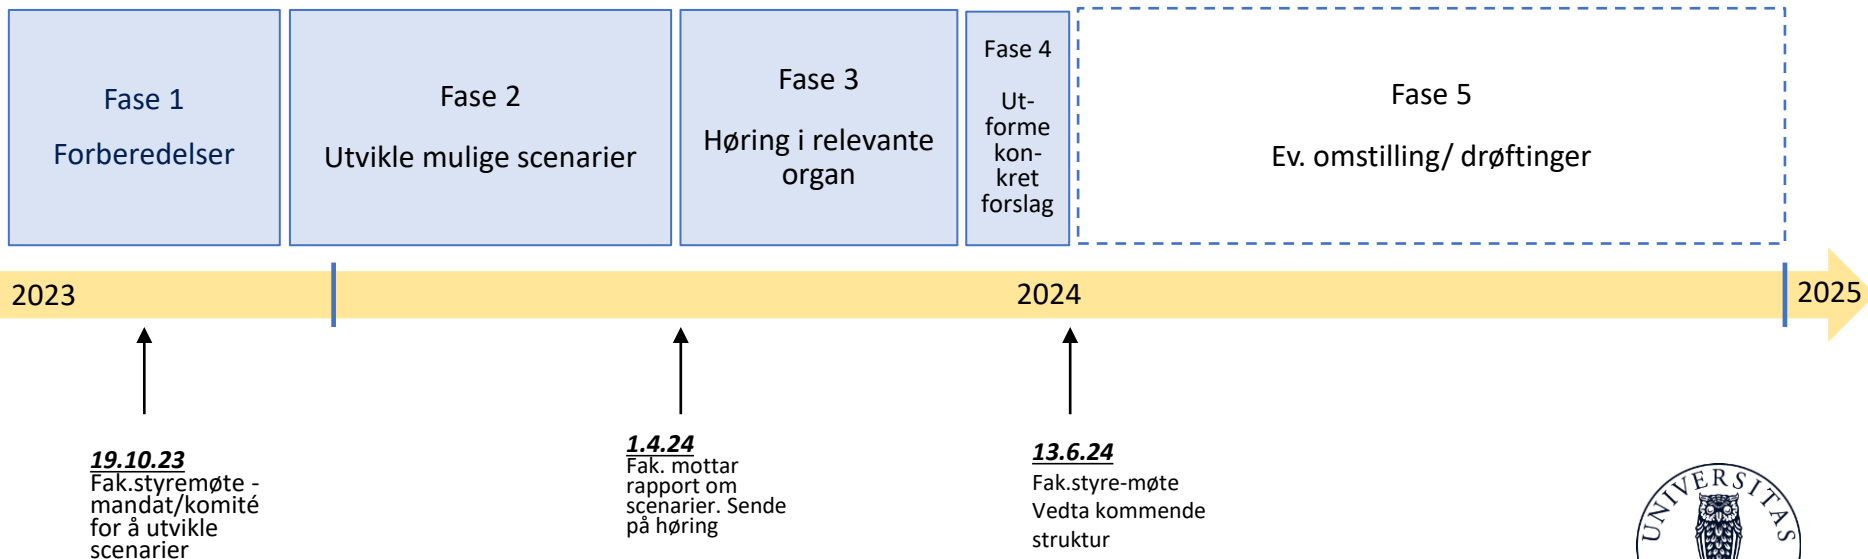 Fase 1
Forberedelser
Fase 2
Utvikle mulige scenarier
Fase 3
Høring i relevante
organ
Fase 4
Ut-
forme
kon-
kret
forslag
Fase 5
Ev. omstilling/ drøftinger
2023
2024
2025
19.10.23
Fak.styremøte -
mandat/komité
for å utvikle
scenarier
1.4.24
Fak. mottar
rapport om
scenarier. Sende
på høring
13.6.24
Fak.styre-møte
Vedta kommende
struktur
UNIVERSITAS